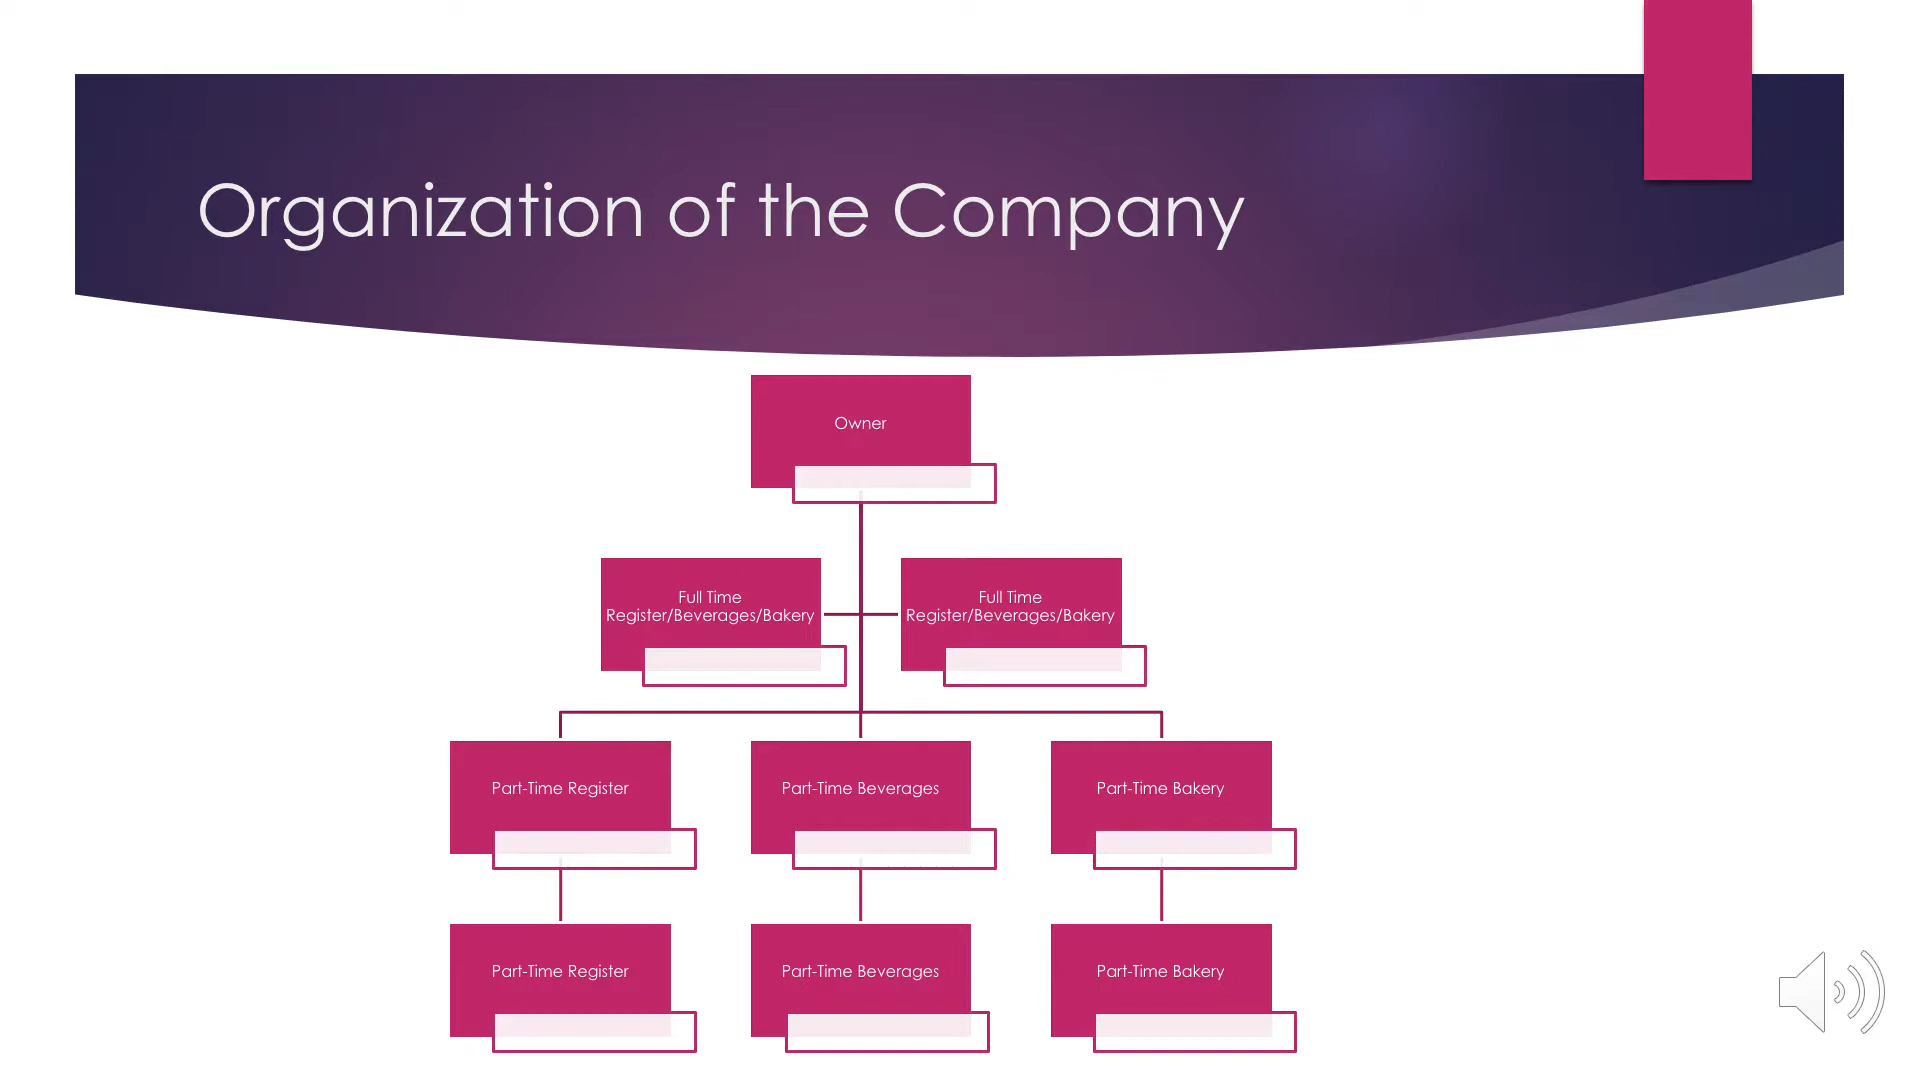 Organization of the Company
Owner
Full Time
Register/Beverages/Bakery
Full Time
Register/Beverages/Bakery
Part-Time Register
Part-Time Beverages
Part-Time Bakery
Part-Time Register
Part-Time Beverages
Part-Time Bakery